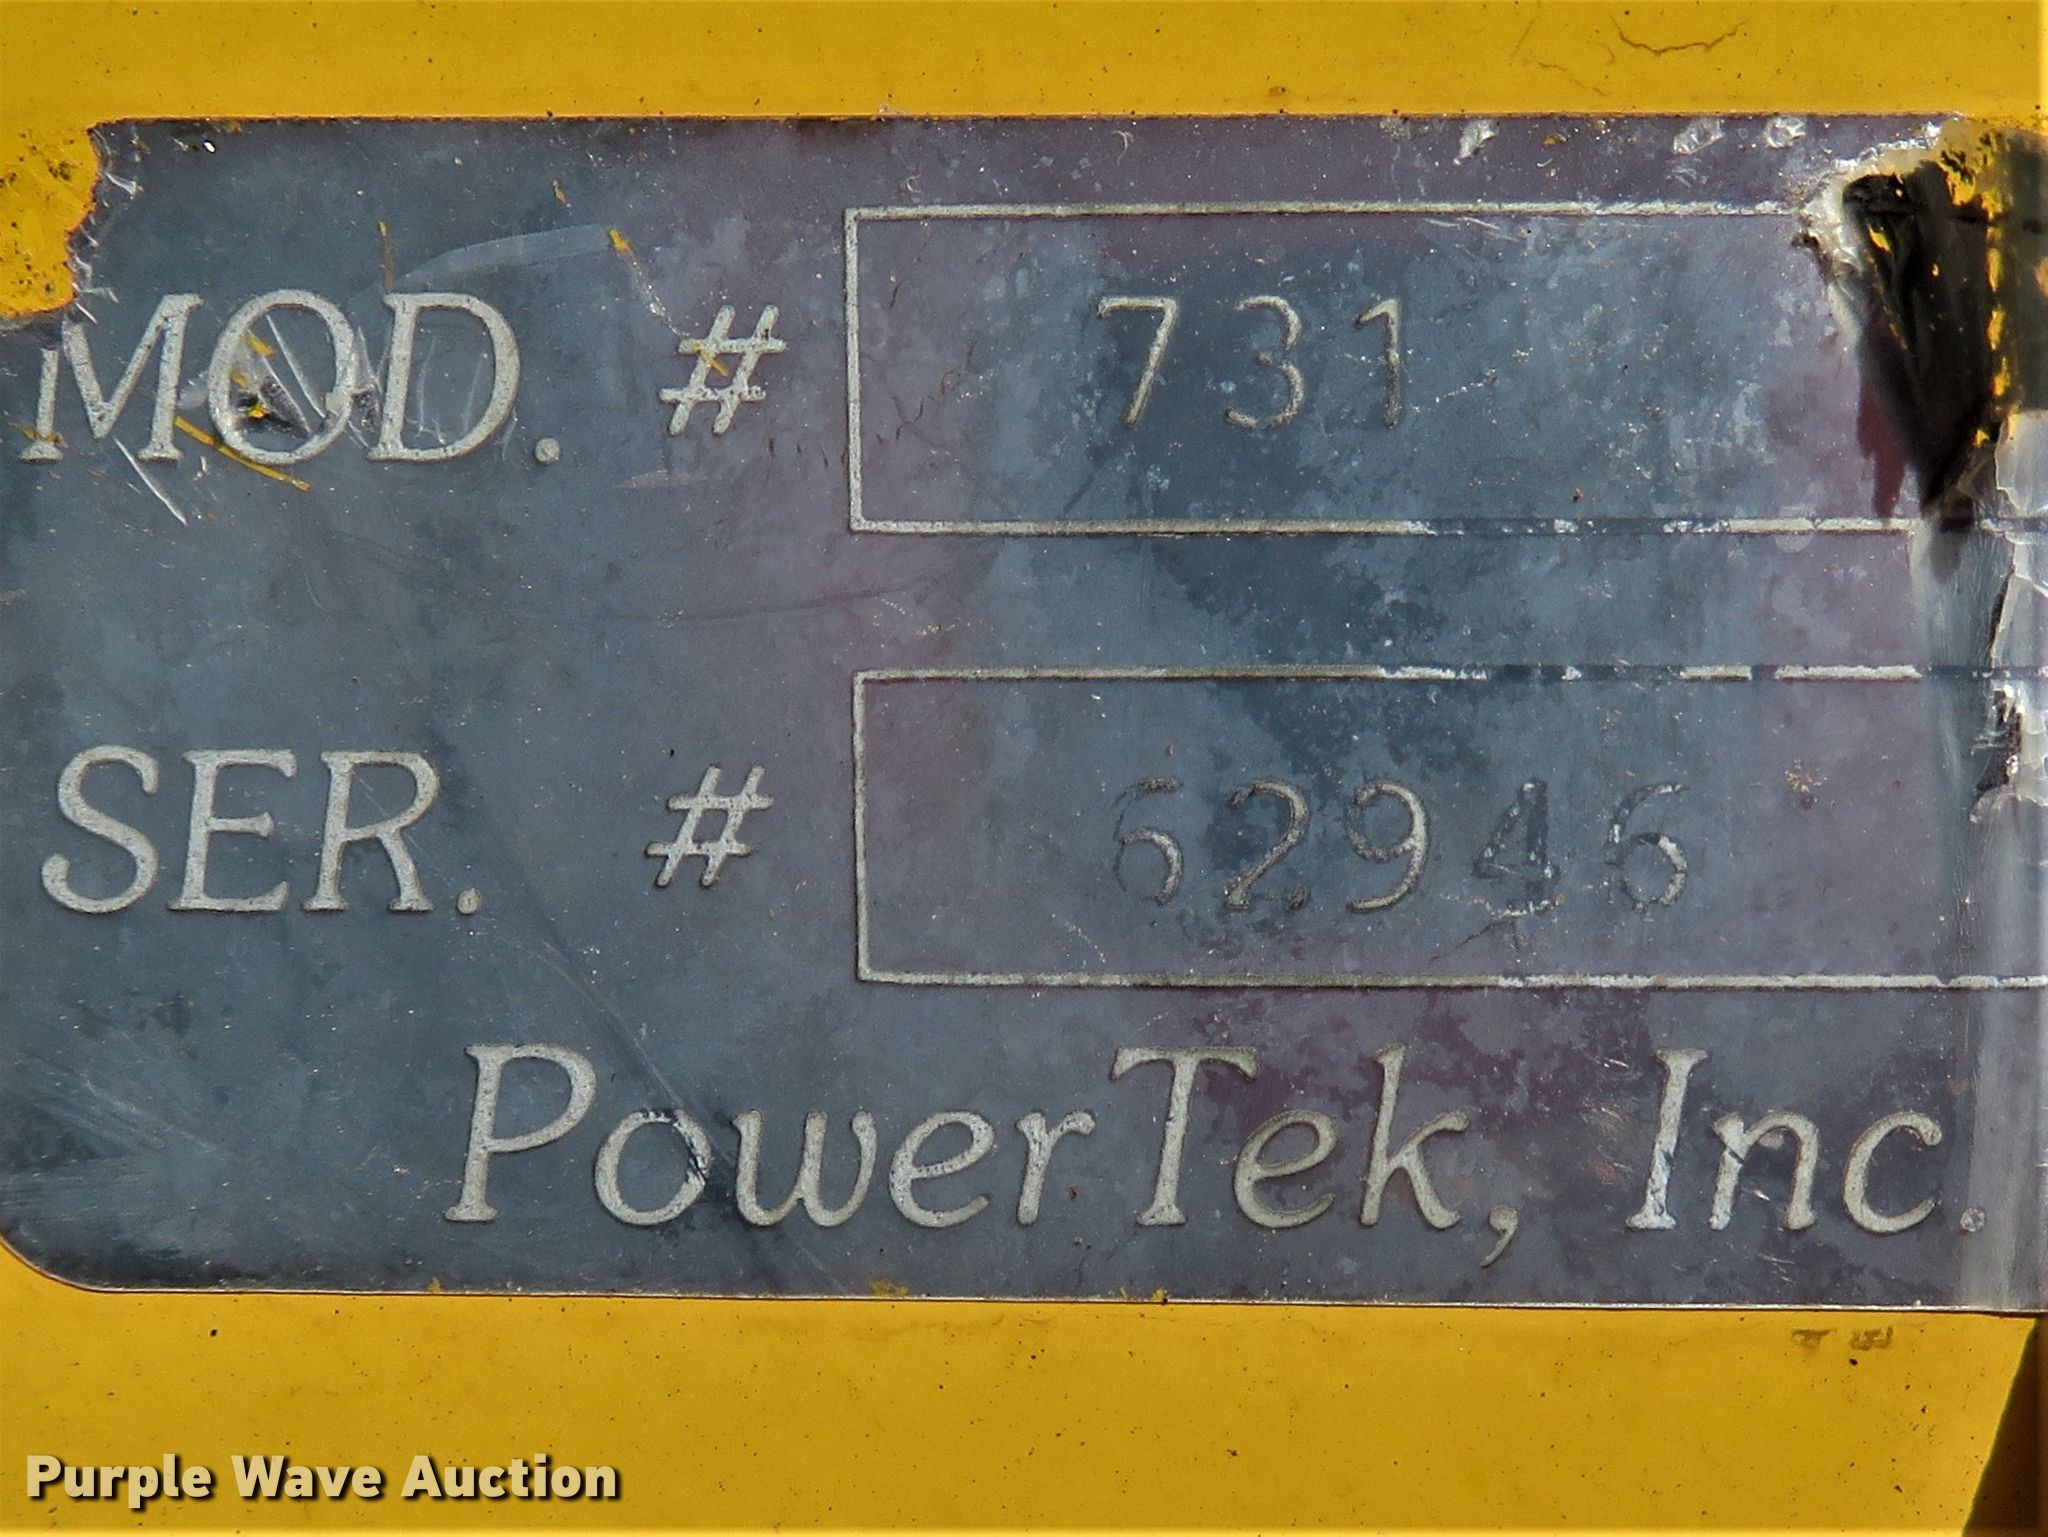 MOD. # 731
SER. # 62946
PowerTek, Inc.
Purple Wave Auction